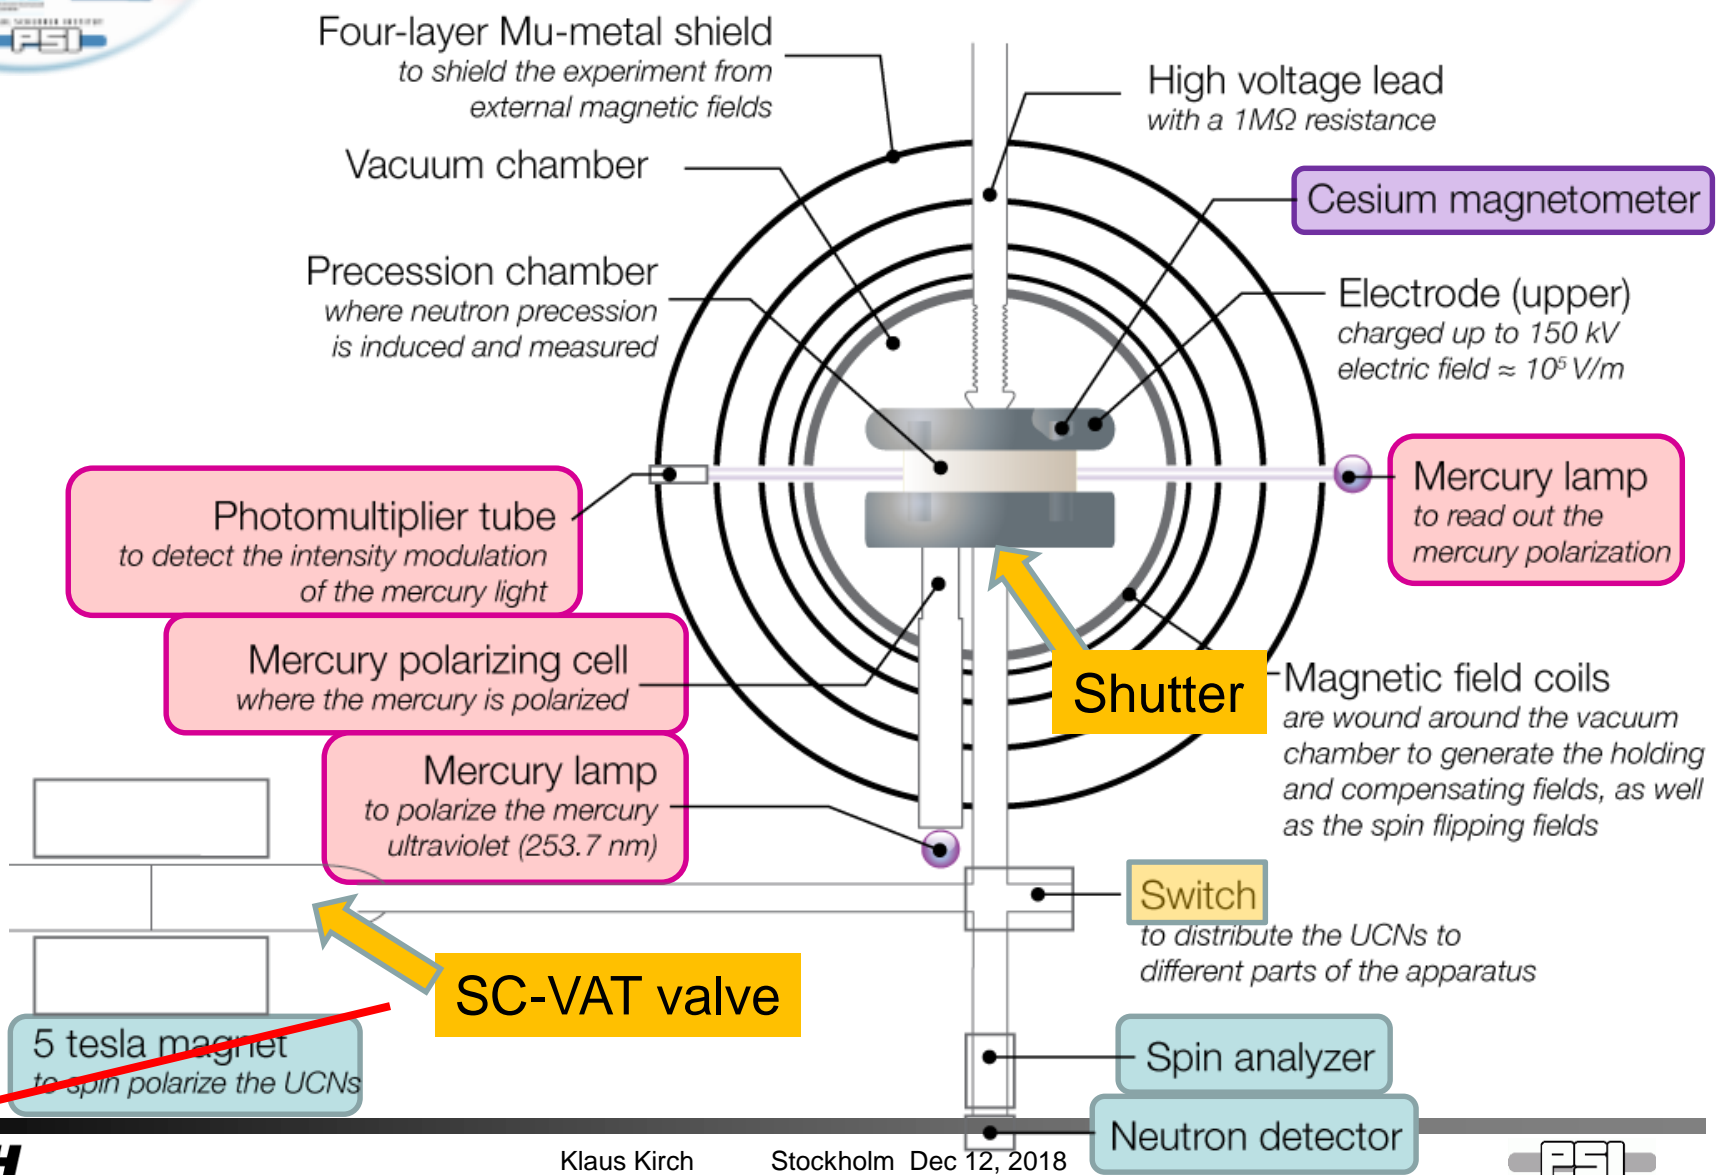 PSI
Four-layer Mu-metal shield
to shield the experiment from
external magnetic fields
Vacuum chamber
Precession chamber
where neutron precession
is induced and measured
High voltage lead
with a 1MΩ resistance
Cesium magnetometer
Electrode (upper)
charged up to 150 kV
electric field ≈ 10⁵ V/m
Photomultiplier tube
to detect the intensity modulation
of the mercury light
Mercury lamp
to read out the
mercury polarization
Mercury polarizing cell
where the mercury is polarized
Shutter
Magnetic field coils
are wound around the vacuum
chamber to generate the holding
and compensating fields, as well
as the spin flipping fields
Mercury lamp
to polarize the mercury
ultraviolet (253.7 nm)
Switch
to distribute the UCNs to
different parts of the apparatus
SC-VAT valve
5 tesla magnet
to spin polarize the UCNs
Spin analyzer
Neutron detector
Klaus Kirch Stockholm Dec 12, 2018
PSI